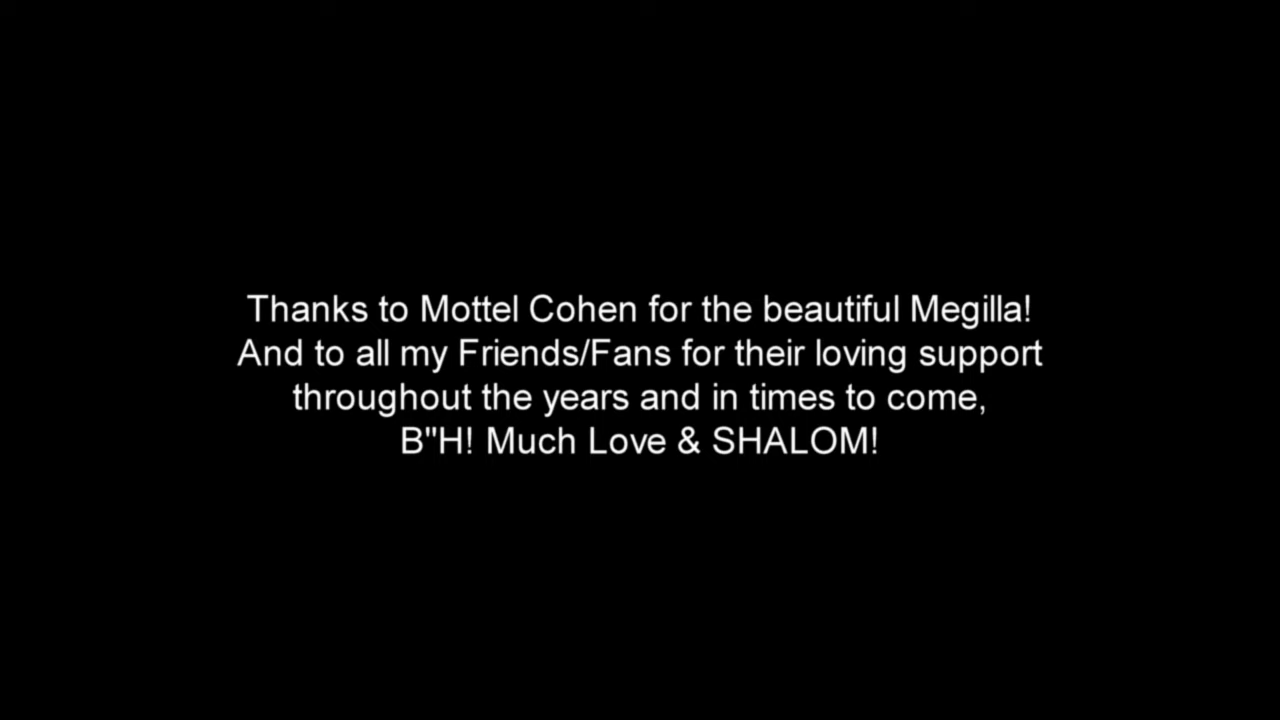 Thanks to Mottel Cohen for the beautiful Megilla!
And to all my Friends/Fans for their loving support
throughout the years and in times to come,
B"H! Much Love & SHALOM!